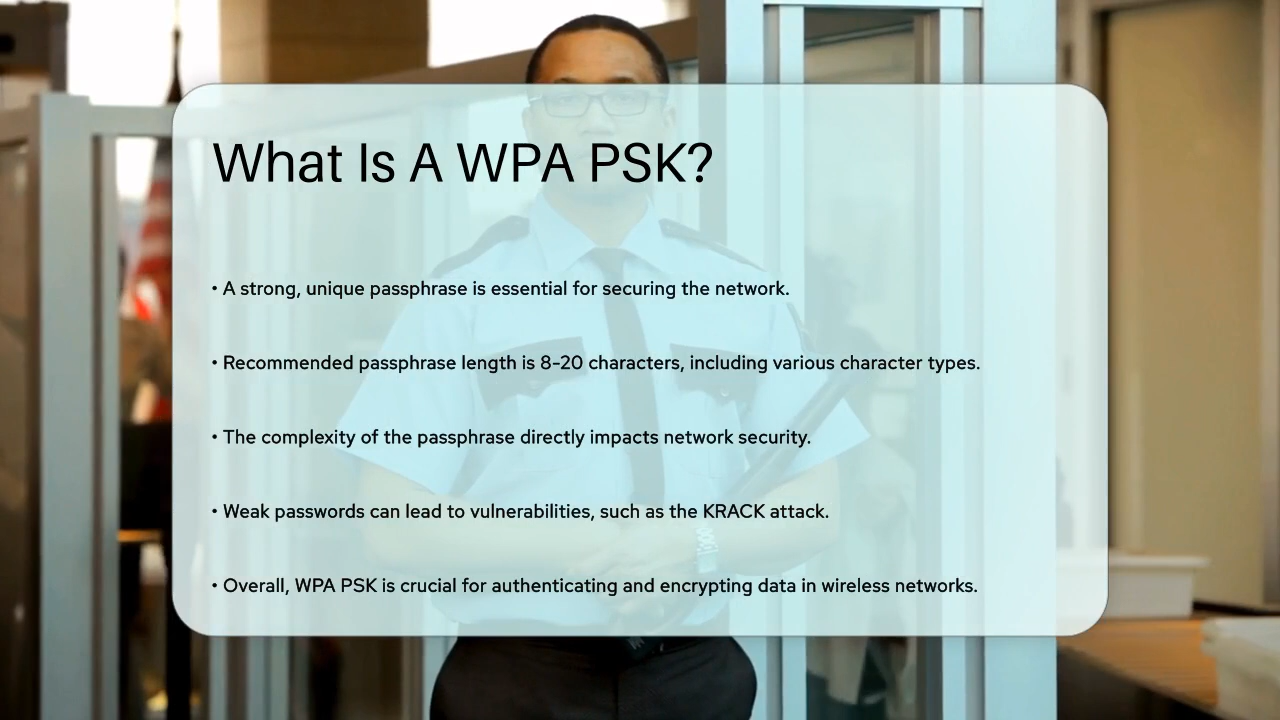 What Is A WPA PSK?
• A strong, unique passphrase is essential for securing the network.
• Recommended passphrase length is 8-20 characters, including various character types.
• The complexity of the passphrase directly impacts network security.
• Weak passwords can lead to vulnerabilities, such as the KRACK attack.
• Overall, WPA PSK is crucial for authenticating and encrypting data in wireless networks.